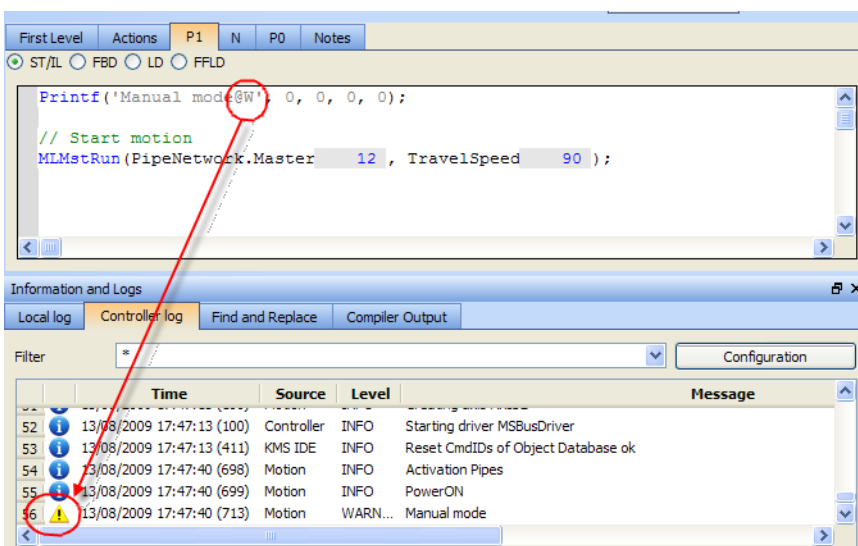 First Level Actions P1 N P0 Notes
ST/IL FBD LD FFLD
Printf('Manual mode@W', 0, 0, 0, 0);
// Start motion
MLMstRun(PipeNetwork.Master 12 , TravelSpeed 90 );
Information and Logs
Local log Controller log Find and Replace Compiler Output
Filter * Configuration
Time Source Level Message
52 13/08/2009 17:47:13 (100) Controller INFO Starting driver MSBusDriver
53 13/08/2009 17:47:13 (411) KMS IDE INFO Reset CmdIDs of Object Database ok
54 13/08/2009 17:47:40 (698) Motion INFO Activation Pipes
55 13/08/2009 17:47:40 (699) Motion INFO PowerON
56 13/08/2009 17:47:40 (713) Motion WARN... Manual mode